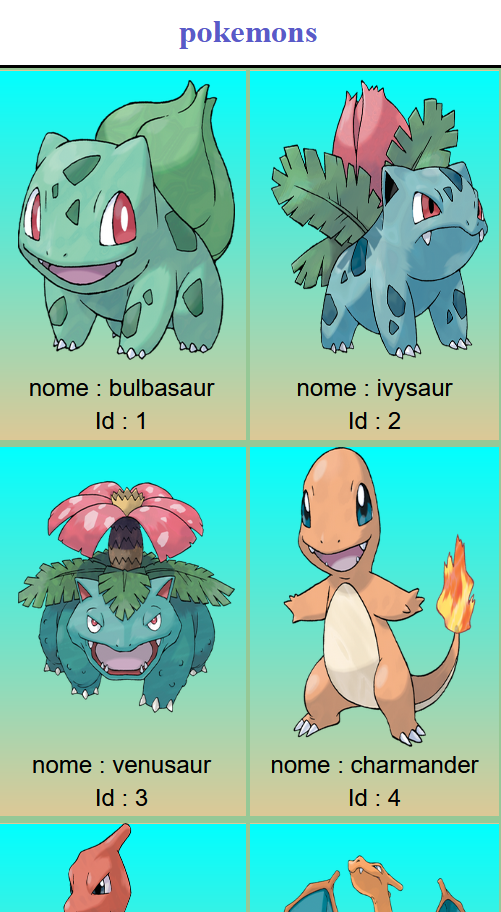 pokemons
nome : bulbasaur
Id : 1
nome : ivysaur
Id : 2
nome : venusaur
Id : 3
nome : charmander
Id : 4